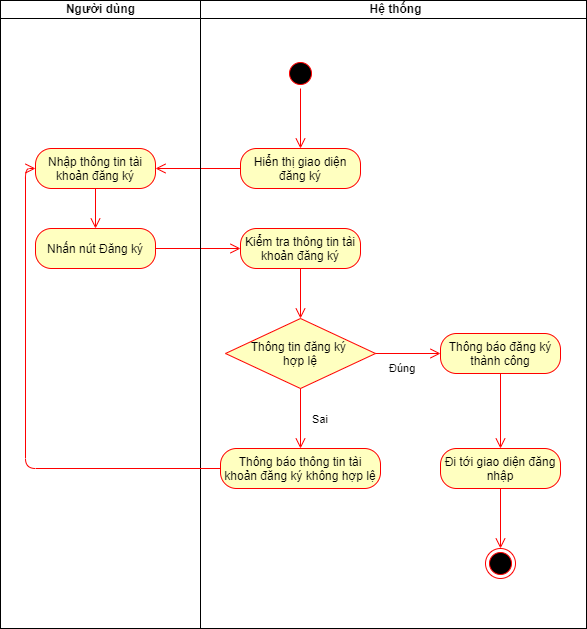 Người dùng
Hệ thống
Nhập thông tin tài
khoản đăng ký
Hiển thị giao diện
đăng ký
Nhấn nút Đăng ký
Kiểm tra thông tin tài
khoản đăng ký
Thông tin đăng ký
hợp lệ
Đúng
Thông báo đăng ký
thành công
Sai
Thông báo thông tin tài
khoản đăng ký không hợp lệ
Đi tới giao diện đăng
nhập